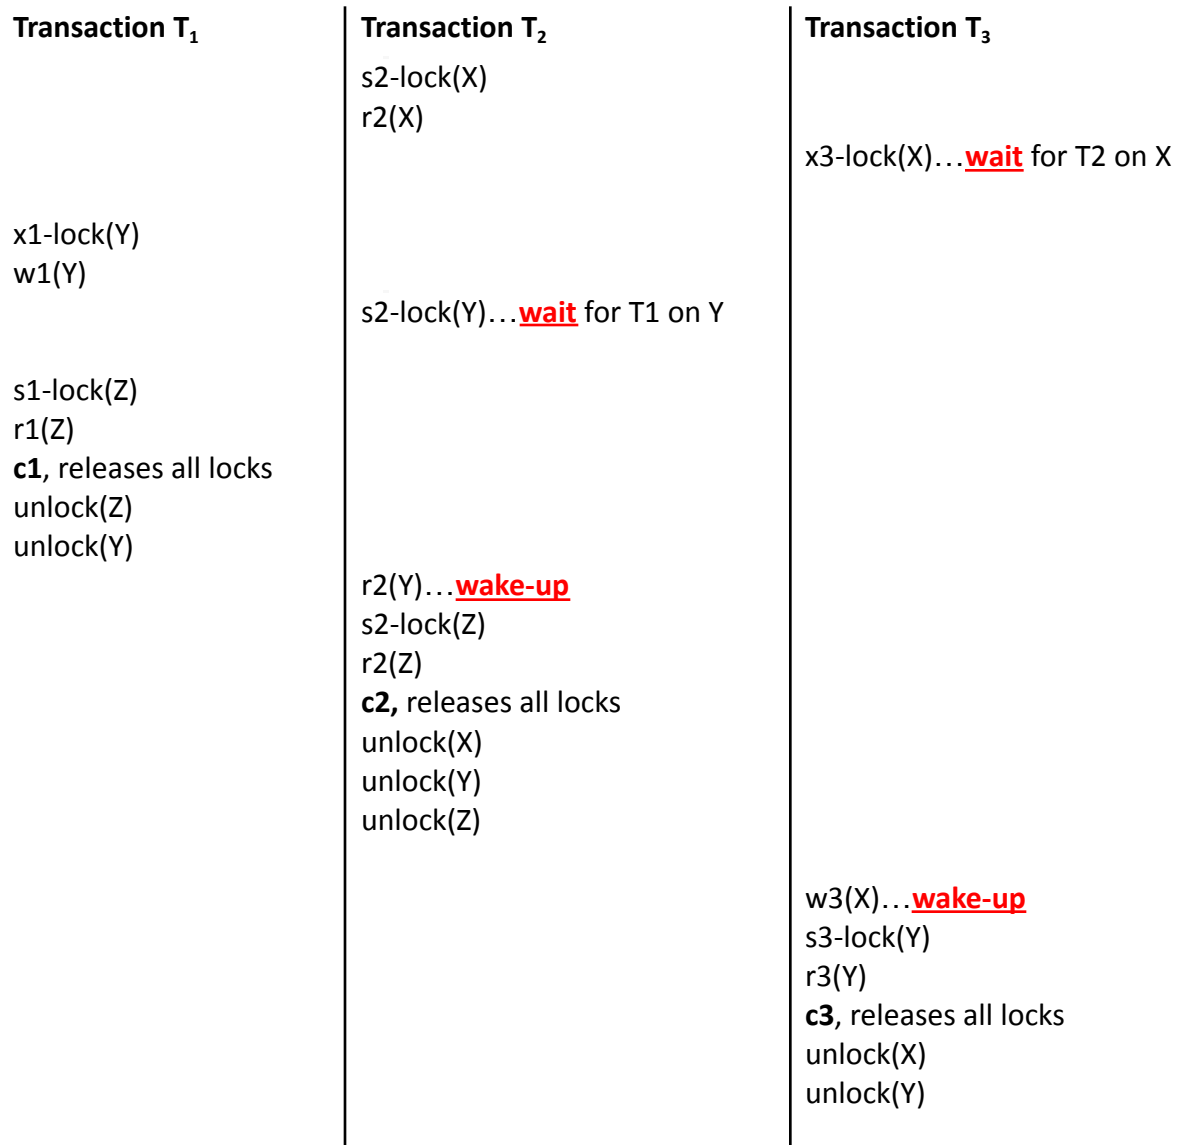 Transaction T₁
Transaction T₂
Transaction T₃
s2-lock(X)
r2(X)
x3-lock(X)…wait for T2 on X
x1-lock(Y)
w1(Y)
s2-lock(Y)…wait for T1 on Y
s1-lock(Z)
r1(Z)
c1, releases all locks
unlock(Z)
unlock(Y)
r2(Y)…wake-up
s2-lock(Z)
r2(Z)
c2, releases all locks
unlock(X)
unlock(Y)
unlock(Z)
w3(X)…wake-up
s3-lock(Y)
r3(Y)
c3, releases all locks
unlock(X)
unlock(Y)